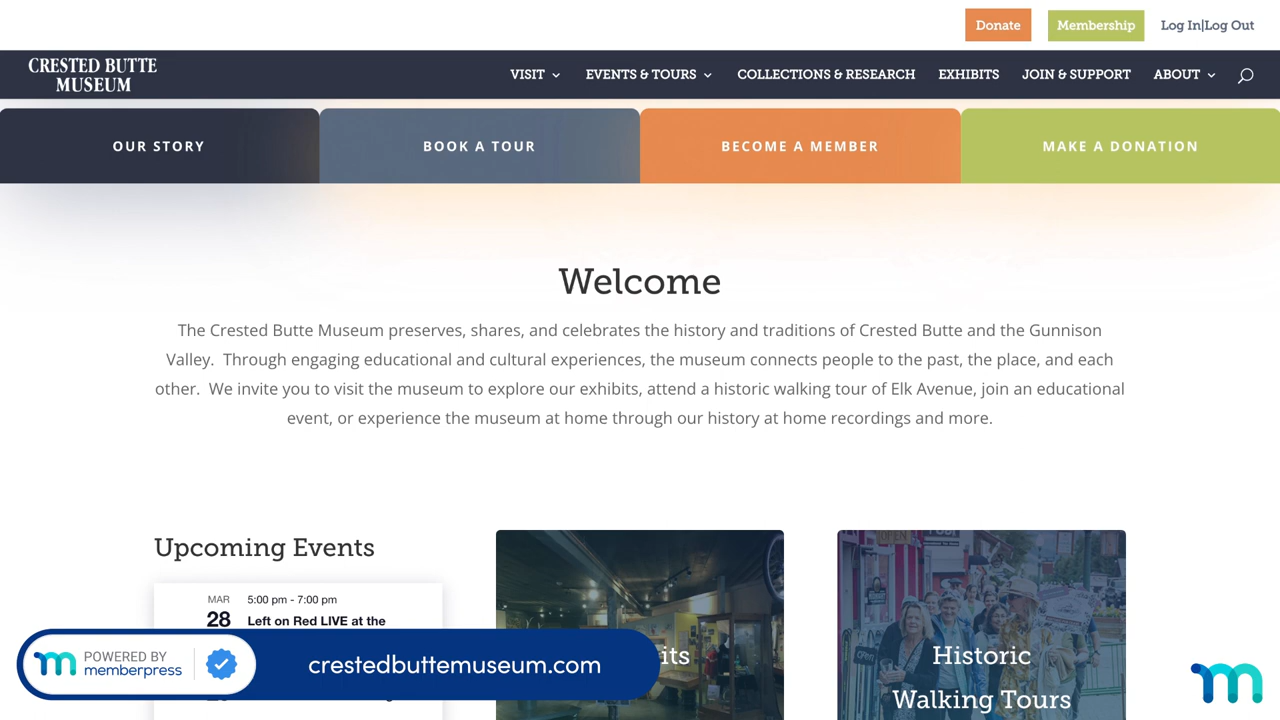 Donate
Membership
Log In|Log Out
CRESTED BUTTE
MUSEUM
VISIT
EVENTS & TOURS
COLLECTIONS & RESEARCH
EXHIBITS
JOIN & SUPPORT
ABOUT
OUR STORY
BOOK A TOUR
BECOME A MEMBER
MAKE A DONATION
Welcome
The Crested Butte Museum preserves, shares, and celebrates the history and traditions of Crested Butte and the Gunnison
Valley. Through engaging educational and cultural experiences, the museum connects people to the past, the place, and each
other. We invite you to visit the museum to explore our exhibits, attend a historic walking tour of Elk Avenue, join an educational
event, or experience the museum at home through our history at home recordings and more.
Upcoming Events
MAR
28
5:00 pm - 7:00 pm
Left on Red LIVE at the
its
OPEN
Historic
Walking Tours
POWERED BY
memberpress
crestedbuttemuseum.com
m